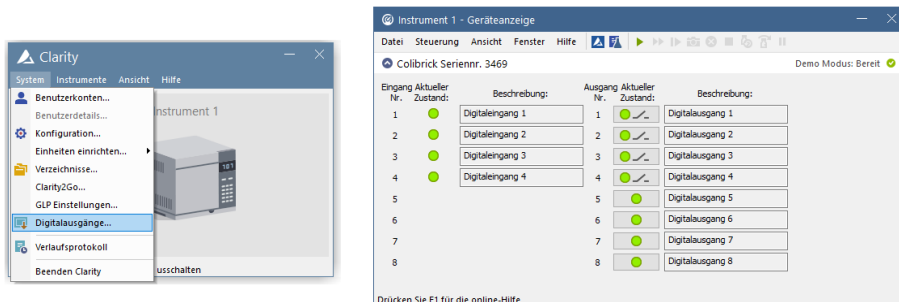 Clarity
System Instrumente Ansicht Hilfe
Benutzerkonten...
Benutzerdetails...
Konfiguration...
Einheiten einrichten...
Verzeichnisse...
Clarity2Go...
GLP Einstellungen...
Digitalausgänge...
Verlaufsprotokoll
Beenden Clarity
Instrument 1
usschalten
Instrument 1 - Geräteanzeige
Datei Steuerung Ansicht Fenster Hilfe
Colibrick Seriennr. 3469 Demo Modus: Bereit
Eingang Aktueller Ausgang Aktueller
Nr. Zustand: Beschreibung: Nr. Zustand: Beschreibung:
1 Digitaleingang 1 1 Digitalausgang 1
2 Digitaleingang 2 2 Digitalausgang 2
3 Digitaleingang 3 3 Digitalausgang 3
4 Digitaleingang 4 4 Digitalausgang 4
5 5 Digitalausgang 5
6 6 Digitalausgang 6
7 7 Digitalausgang 7
8 8 Digitalausgang 8
Drücken Sie F1 für die online-Hilfe